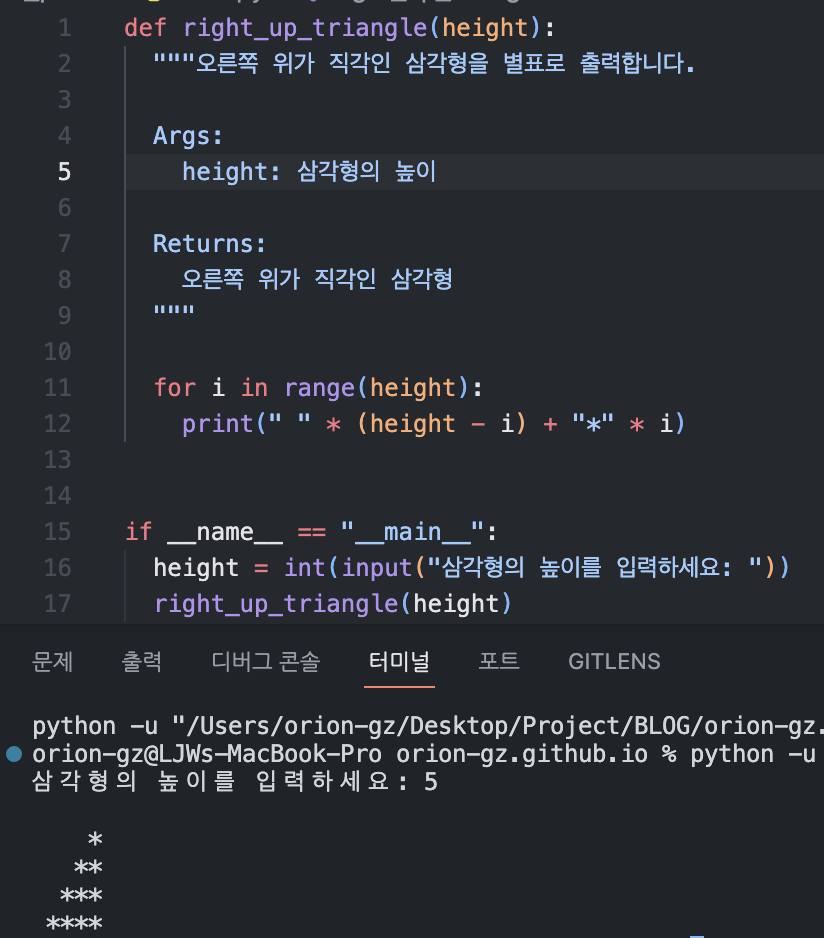 1 def right_up_triangle(height):
2 """오른쪽 위가 직각인 삼각형을 별표로 출력합니다.
3
4 Args:
5 height: 삼각형의 높이
6
7 Returns:
8 오른쪽 위가 직각인 삼각형
9 """
10
11 for i in range(height):
12 print(" " * (height - i) + "*" * i)
13
14
15 if __name__ == "__main__":
16 height = int(input("삼각형의 높이를 입력하세요: "))
17 right_up_triangle(height)
문제 출력 디버그 콘솔 터미널 포트 GITLENS
python -u "/Users/orion-gz/Desktop/Project/BLOG/orion-gz.
orion-gz@LJWs-MacBook-Pro orion-gz.github.io % python -u
삼각형의 높이를 입력하세요: 5
*
**
***
****